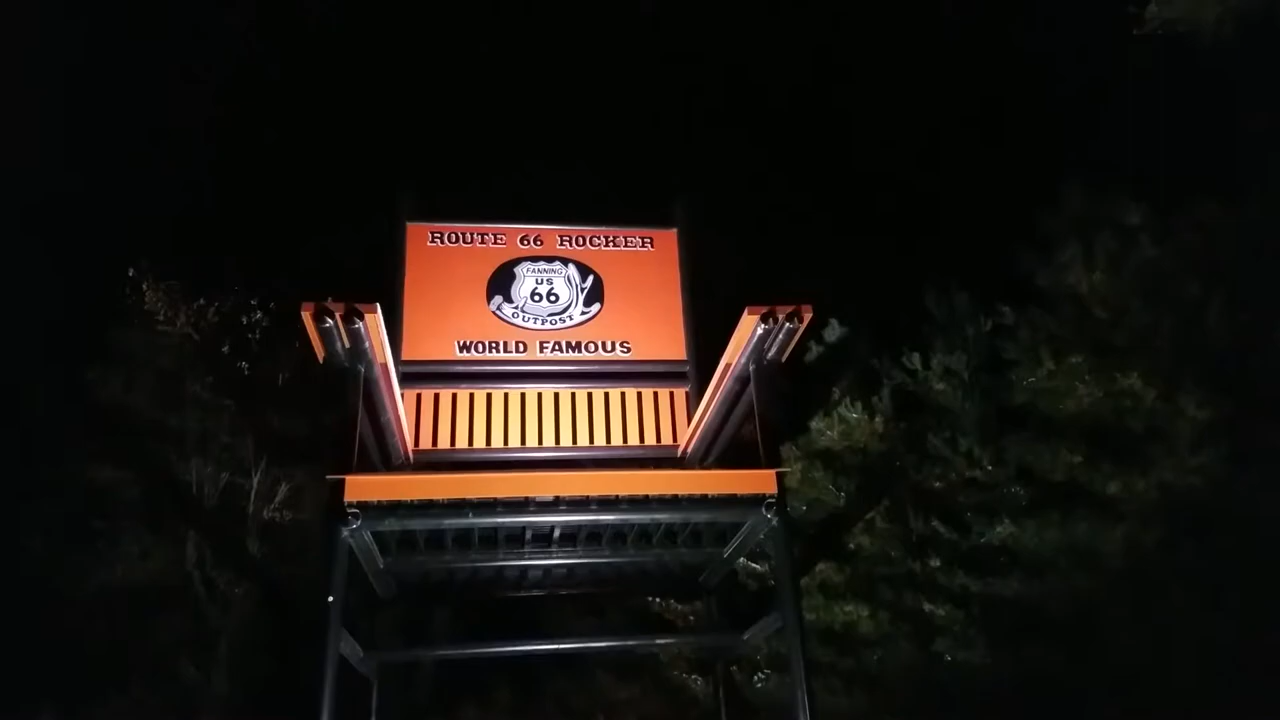 ROUTE 66 ROCKER
FANNING
US
66
OUTPOST
WORLD FAMOUS